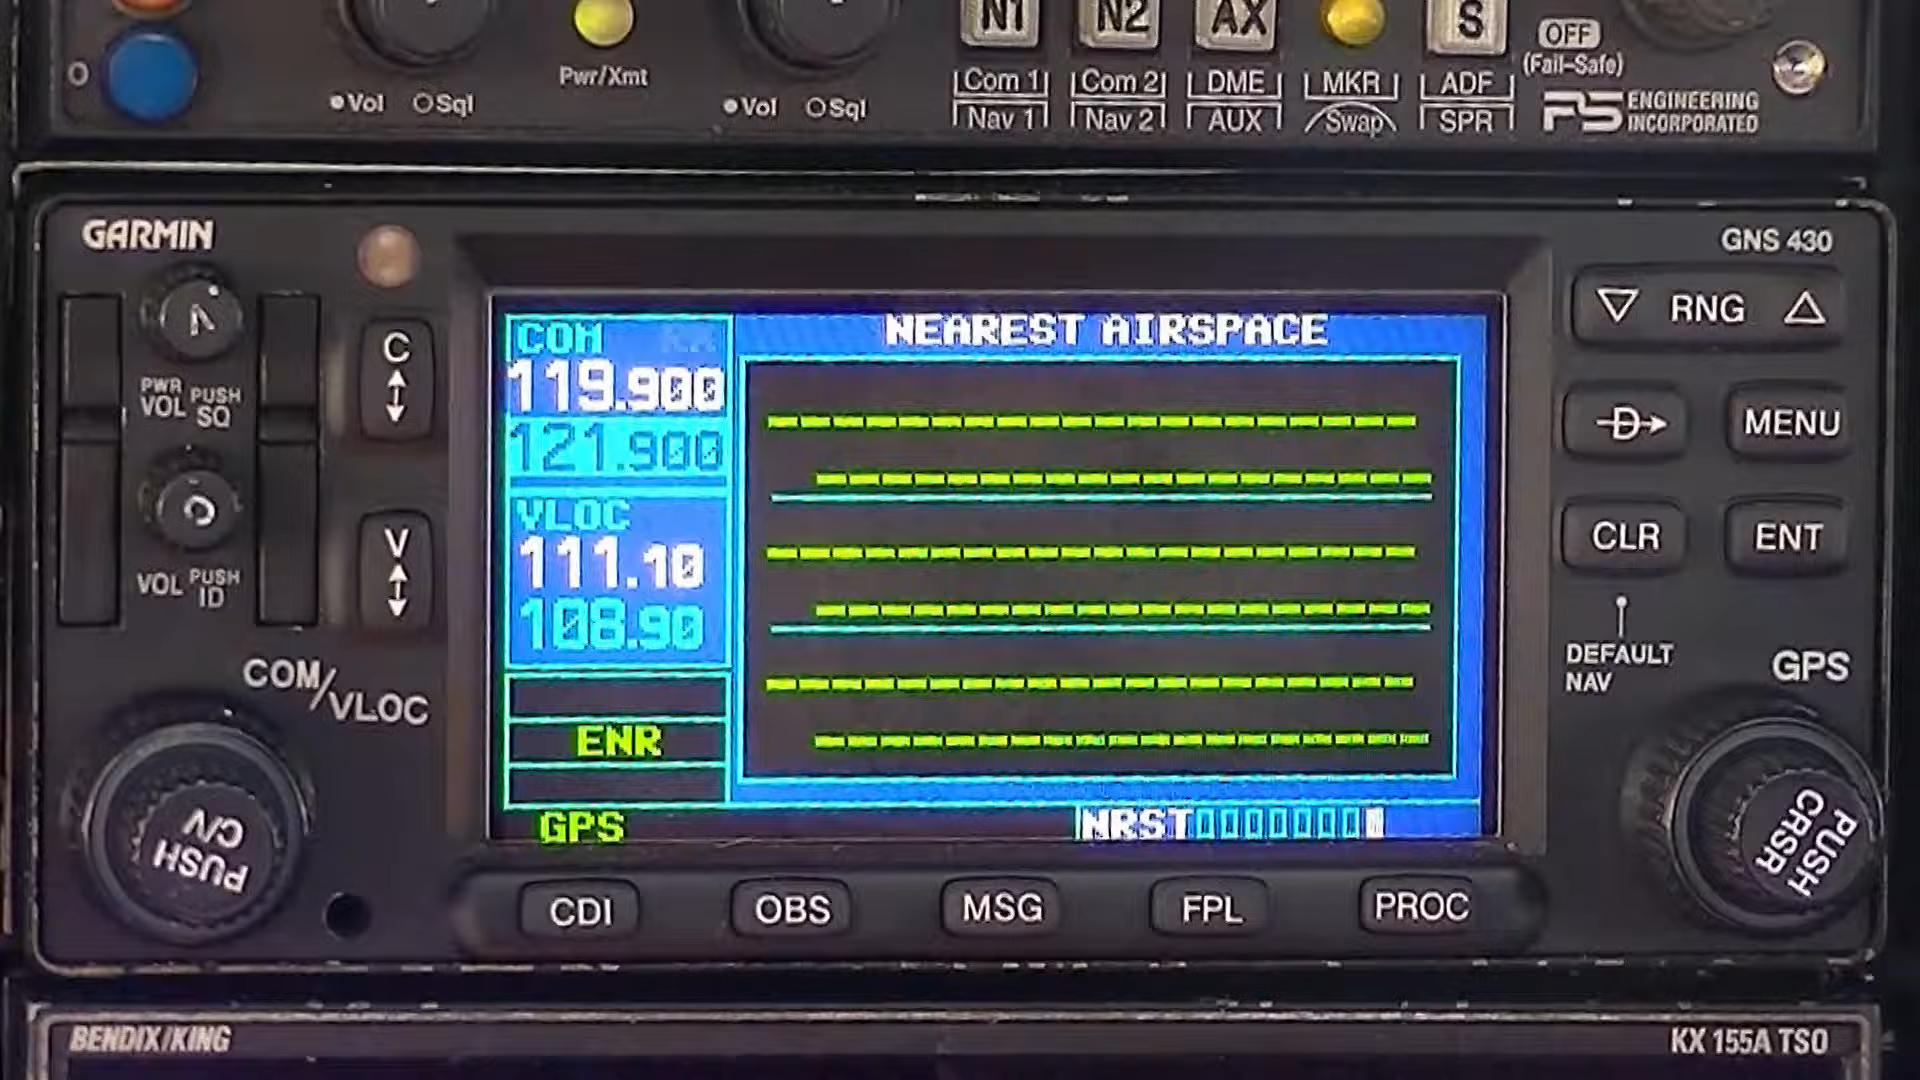 N1 N2 AX S OFF
(Fail-Safe)
O Vol Sql Pwr/Xmt Vol Sql
Com 1 Com 2 DME MKR ADF
Nav 1 Nav 2 AUX Swap SPR
PS ENGINEERING INCORPORATED
GARMIN
GNS 430
COM
119.900
121.900
VLOC
111.10
108.90
ENR
GPS
NEAREST AIRSPACE
NRST
PWR VOL PUSH SQ
VOL PUSH ID
C
V
COM/VLOC
PUSH C/V
RNG
D MENU
CLR ENT
DEFAULT NAV
GPS
PUSH CRSR
CDI OBS MSG FPL PROC
BENDIX/KING
KX 155A TSO